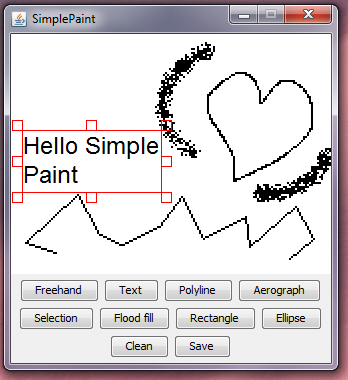 SimplePaint
Hello Simple
Paint
Freehand Text Polyline Aerograph
Selection Flood fill Rectangle Ellipse
Clean Save